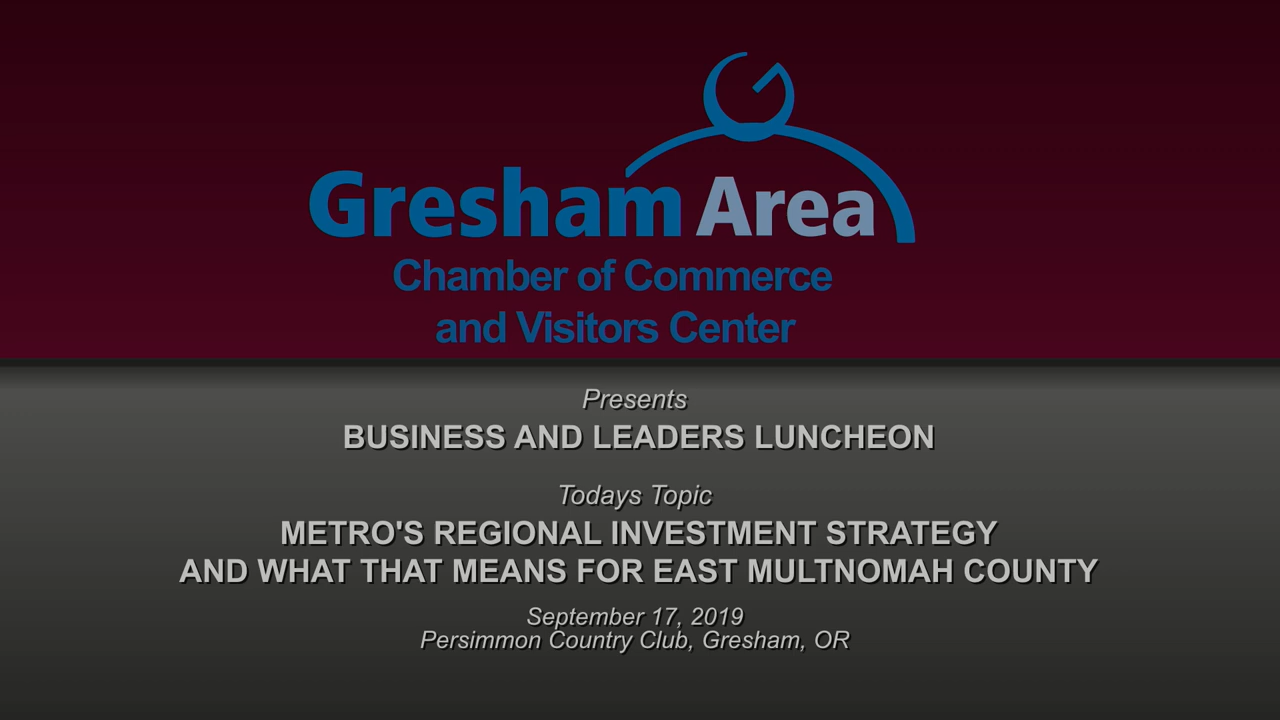 Gresham Area
Chamber of Commerce
and Visitors Center
Presents
BUSINESS AND LEADERS LUNCHEON
Todays Topic
METRO'S REGIONAL INVESTMENT STRATEGY
AND WHAT THAT MEANS FOR EAST MULTNOMAH COUNTY
September 17, 2019
Persimmon Country Club, Gresham, OR